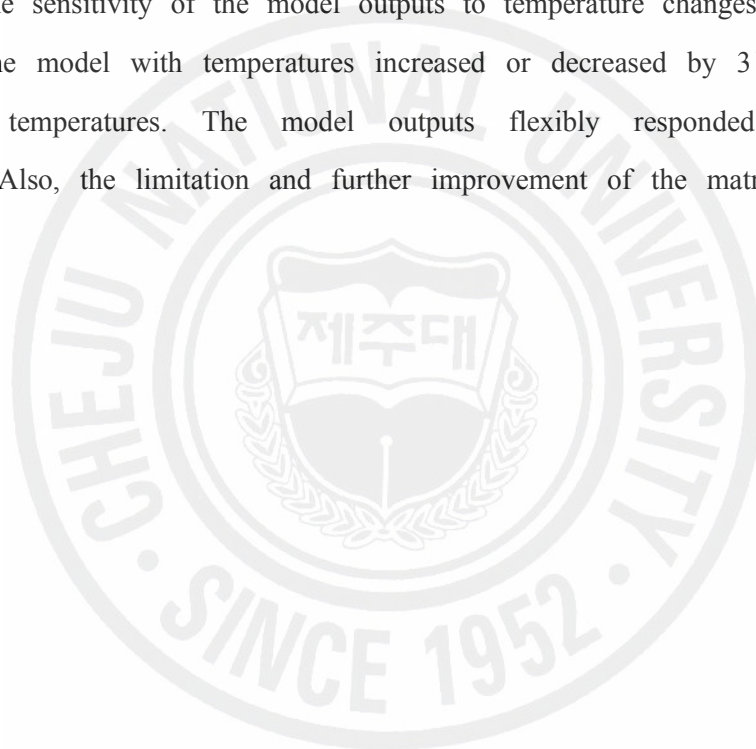 sensitivity of the model outputs to temperature changes
model with temperatures increased or decreased by 3
temperatures. The model outputs flexibly responded
Also, the limitation and further improvement of the
CHEJU NATIONAL UNIVERSITY
제주대
SINCE 1952